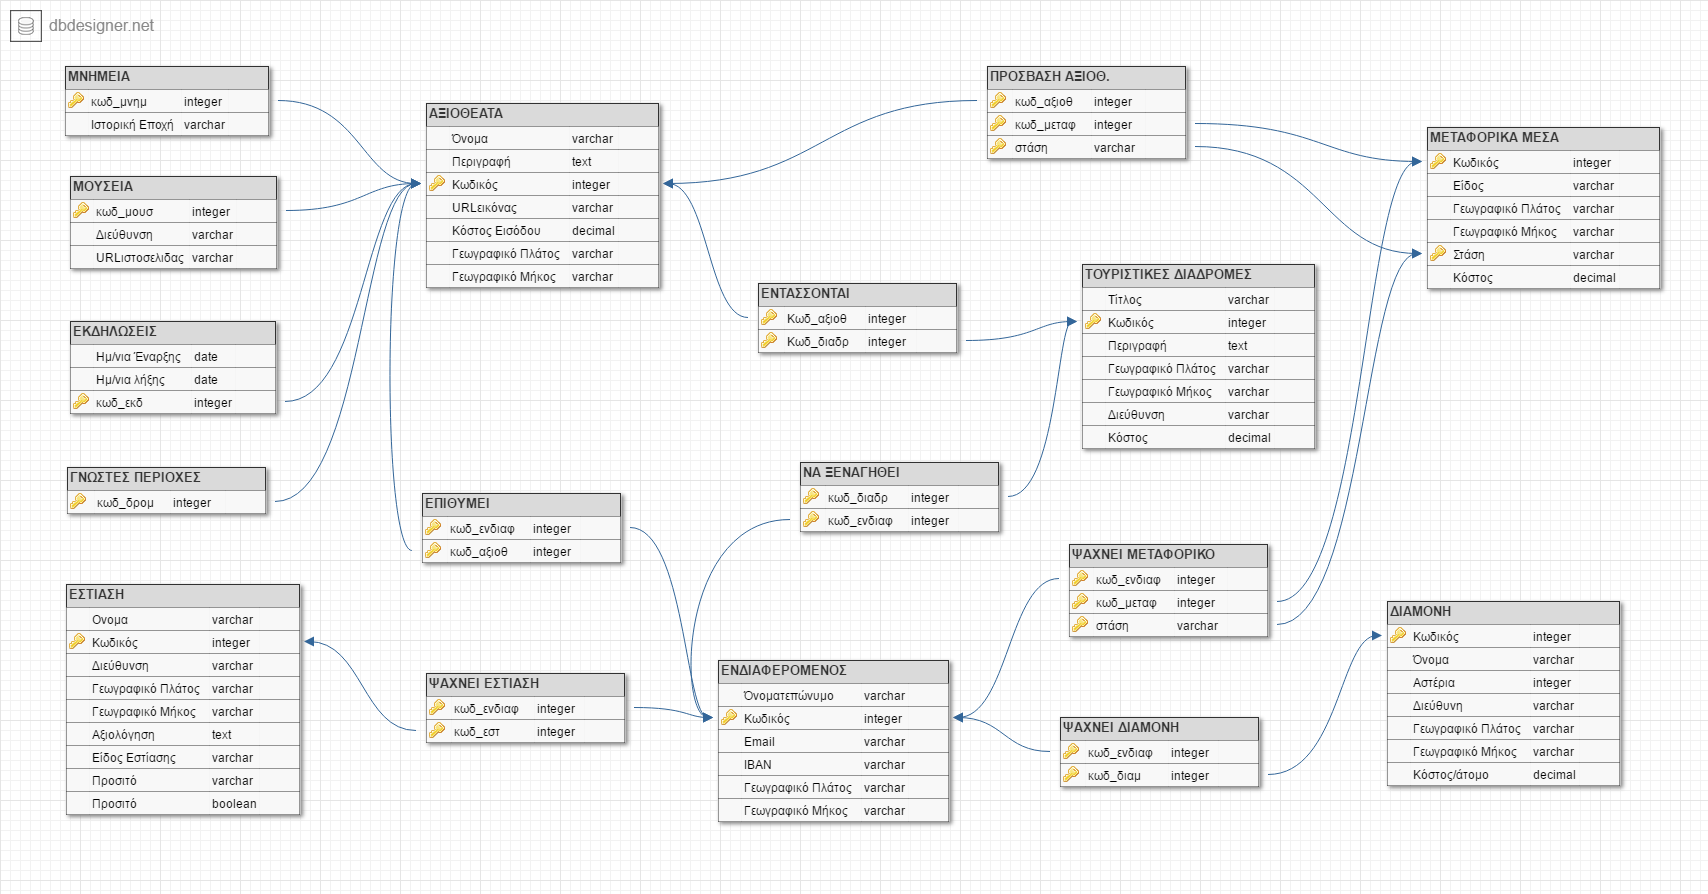 dbdesigner.net
ΜΝΗΜΕΙΑ
κωδ_μνημ integer
Ιστορική Εποχή varchar
ΜΟΥΣΕΙΑ
κωδ_μουσ integer
Διεύθυνση varchar
URLιστοσελιδας varchar
ΕΚΔΗΛΩΣΕΙΣ
Ημ/νια Έναρξης date
Ημ/νια λήξης date
κωδ_εκδ integer
ΓΝΩΣΤΕΣ ΠΕΡΙΟΧΕΣ
κωδ_δρομ integer
ΕΣΤΙΑΣΗ
Ονομα varchar
Κωδικός integer
Διεύθυνση varchar
Γεωγραφικό Πλάτος varchar
Γεωγραφικό Μήκος varchar
Αξιολόγηση text
Είδος Εστίασης varchar
Προσιτό varchar
Προσιτό boolean
ΑΞΙΟΘΕΑΤΑ
Όνομα varchar
Περιγραφή text
Κωδικός integer
URLεικόνας varchar
Κόστος Εισόδου decimal
Γεωγραφικό Πλάτος varchar
Γεωγραφικό Μήκος varchar
ΕΠΙΘΥΜΕΙ
κωδ_ενδιαφ integer
κωδ_αξιοθ integer
ΨΑΧΝΕΙ ΕΣΤΙΑΣΗ
κωδ_ενδιαφ integer
κωδ_εστ integer
ΕΝΤΑΣΣΟΝΤΑΙ
Κωδ_αξιοθ integer
Κωδ_διαδρ integer
ΝΑ ΞΕΝΑΓΗΘΕΙ
κωδ_διαδρ integer
κωδ_ενδιαφ integer
ΕΝΔΙΑΦΕΡΟΜΕΝΟΣ
Όνοματεπώνυμο varchar
Κωδικός integer
Email varchar
IBAN varchar
Γεωγραφικό Πλάτος varchar
Γεωγραφικό Μήκος varchar
ΠΡΟΣΒΑΣΗ ΑΞΙΟΘ.
κωδ_αξιοθ integer
κωδ_μεταφ integer
στάση varchar
ΤΟΥΡΙΣΤΙΚΕΣ ΔΙΑΔΡΟΜΕΣ
Τίτλος varchar
Κωδικός integer
Περιγραφή text
Γεωγραφικό Πλάτος varchar
Γεωγραφικό Μήκος varchar
Διεύθυνση varchar
Κόστος decimal
ΨΑΧΝΕΙ ΜΕΤΑΦΟΡΙΚΟ
κωδ_ενδιαφ integer
κωδ_μεταφ integer
στάση varchar
ΨΑΧΝΕΙ ΔΙΑΜΟΝΗ
κωδ_ενδιαφ integer
κωδ_διαμ integer
ΜΕΤΑΦΟΡΙΚΑ ΜΕΣΑ
Κωδικός integer
Είδος varchar
Γεωγραφικό Πλάτος varchar
Γεωγραφικό Μήκος varchar
Στάση varchar
Κόστος decimal
ΔΙΑΜΟΝΗ
Κωδικός integer
Όνομα varchar
Αστέρια integer
Διεύθυνη varchar
Γεωγραφικό Πλάτος varchar
Γεωγραφικό Μήκος varchar
Κόστος/άτομο decimal